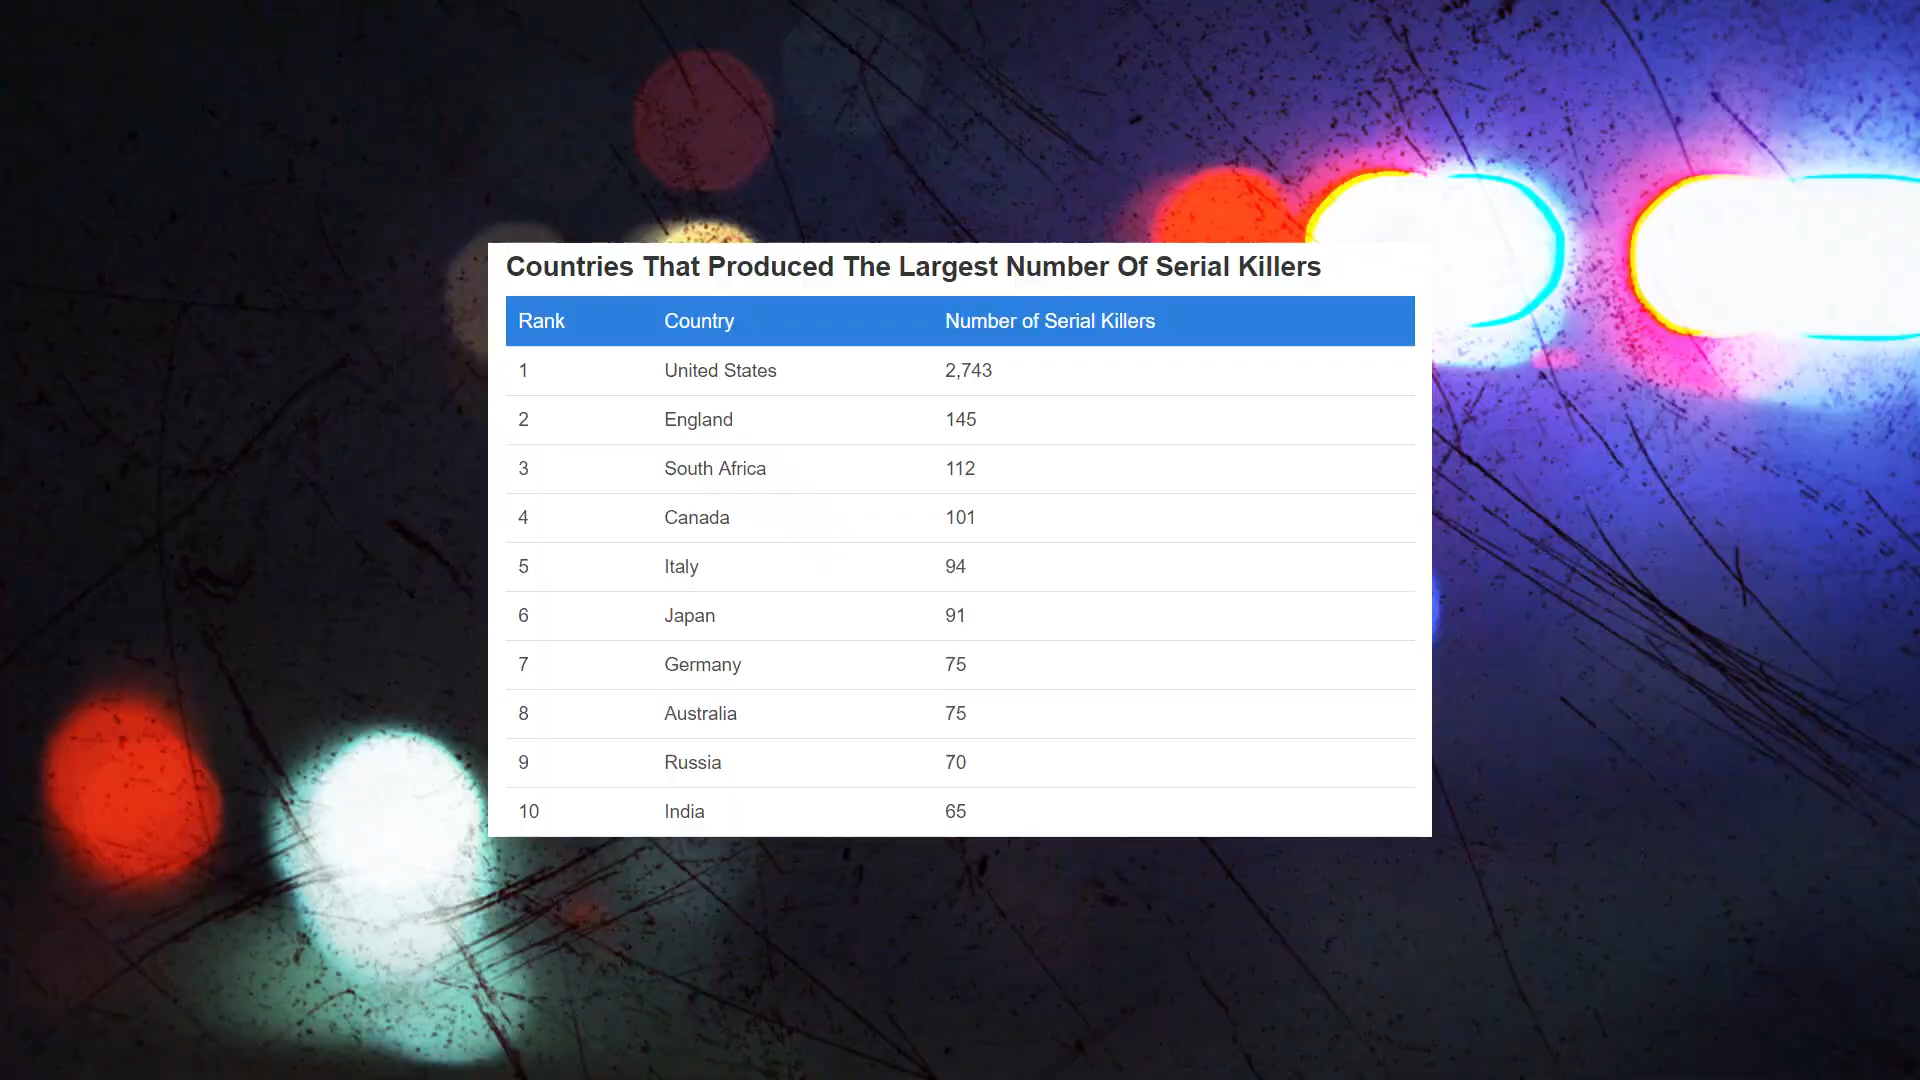 Countries That Produced The Largest Number Of Serial Killers
Rank Country Number of Serial Killers
1 United States 2,743
2 England 145
3 South Africa 112
4 Canada 101
5 Italy 94
6 Japan 91
7 Germany 75
8 Australia 75
9 Russia 70
10 India 65